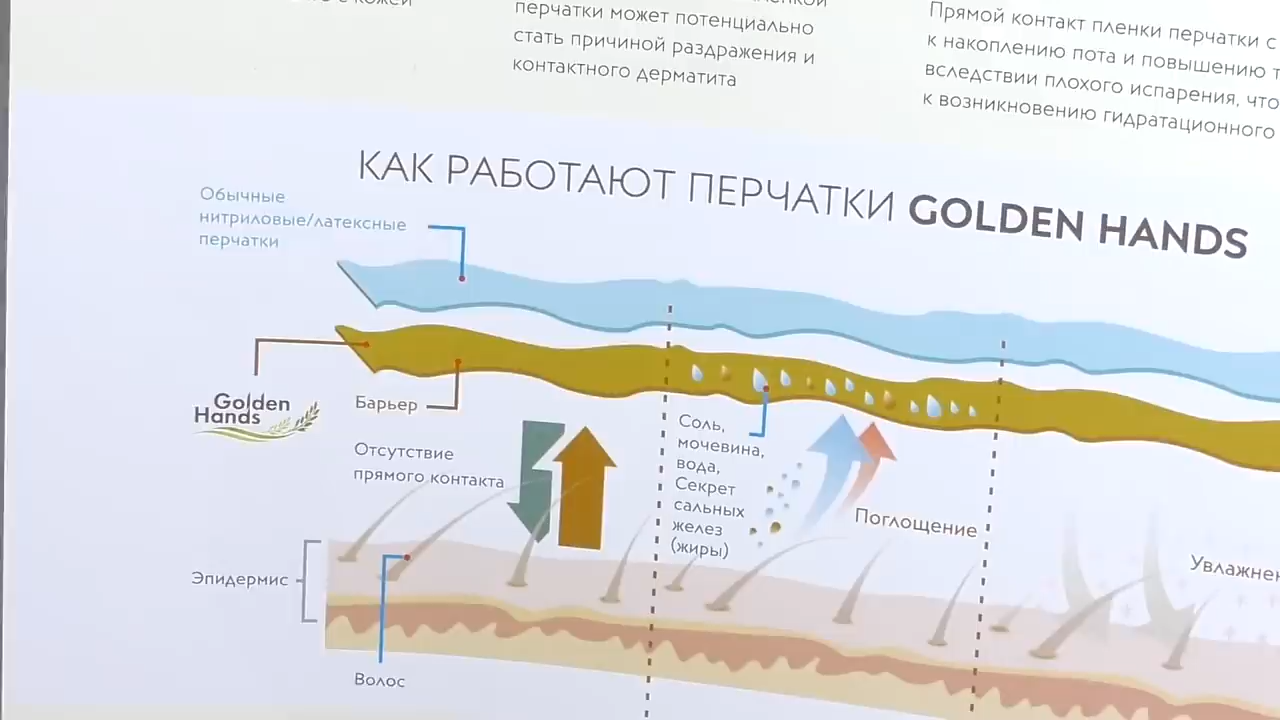 с кожей
перчатки может потенциально
стать причиной раздражения и
контактного дерматита
Прямой контакт пленки перчатки с
к накоплению пота и повышению
вследствии плохого испарения, что
к возникновению гидратационного
КАК РАБОТАЮТ ПЕРЧАТКИ GOLDEN HANDS
Обычные
нитриловые/латексные
перчатки
Golden
Hands
Барьер
Отсутствие
прямого контакта
Соль,
мочевина,
вода,
Секрет
сальных
желез
(жиры)
Поглощение
Эпидермис
Волос